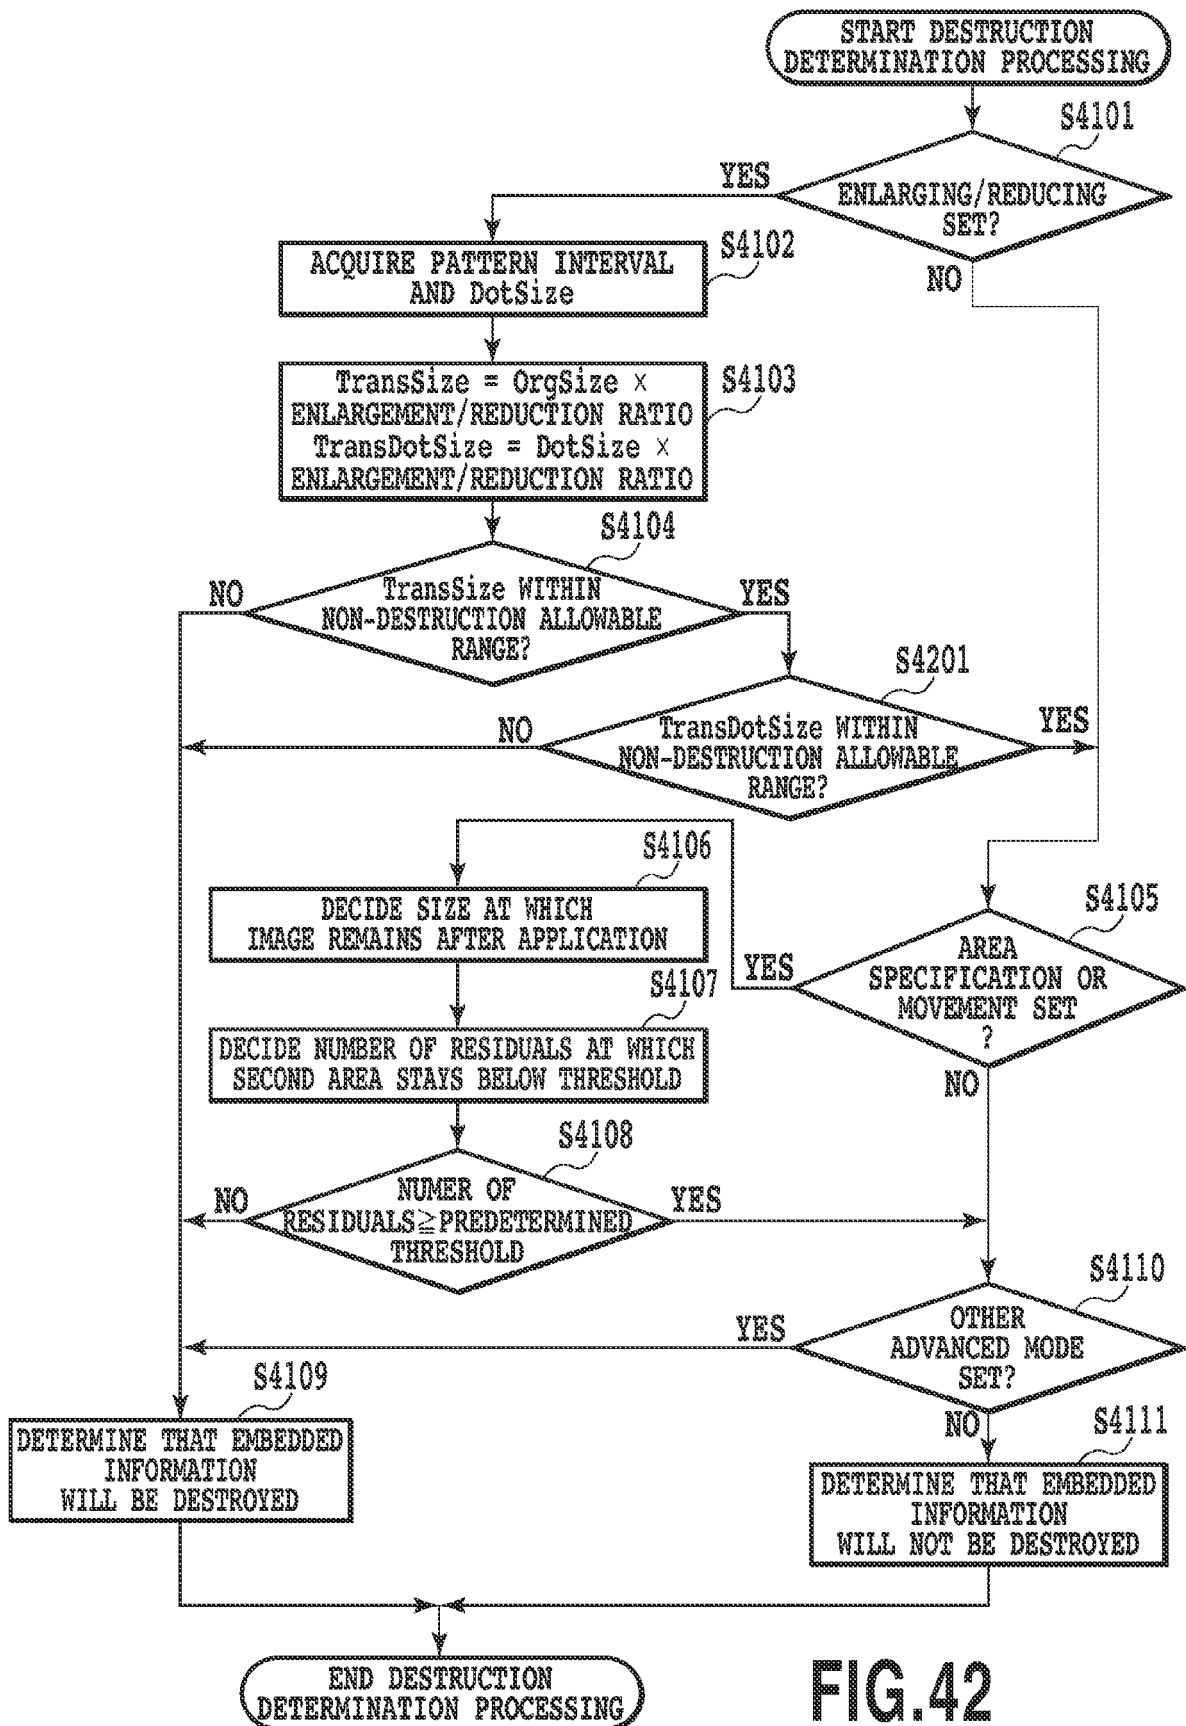 START DESTRUCTION
DETERMINATION PROCESSING
S4101
YES
ENLARGING/REDUCING
SET?
NO
S4102
ACQUIRE PATTERN INTERVAL
AND DotSize
S4103
TransSize = OrgSize ×
ENLARGEMENT/REDUCTION RATIO
TransDotSize = DotSize ×
ENLARGEMENT/REDUCTION RATIO
S4104
NO
YES
TransSize WITHIN
NON-DESTRUCTION ALLOWABLE
RANGE?
S4201
NO
YES
TransDotSize WITHIN
NON-DESTRUCTION ALLOWABLE
RANGE?
S4106
DECIDE SIZE AT WHICH
IMAGE REMAINS AFTER APPLICATION
S4105
YES
AREA
SPECIFICATION OR
MOVEMENT SET
?
NO
S4107
DECIDE NUMBER OF RESIDUALS AT WHICH
SECOND AREA STAYS BELOW THRESHOLD
S4108
NO
YES
NUMER OF
RESIDUALS≧PREDETERMINED
THRESHOLD
S4110
YES
OTHER
ADVANCED MODE
SET?
NO
S4109
DETERMINE THAT EMBEDDED
INFORMATION
WILL BE DESTROYED
S4111
DETERMINE THAT EMBEDDED
INFORMATION
WILL NOT BE DESTROYED
END DESTRUCTION
DETERMINATION PROCESSING
FIG.42